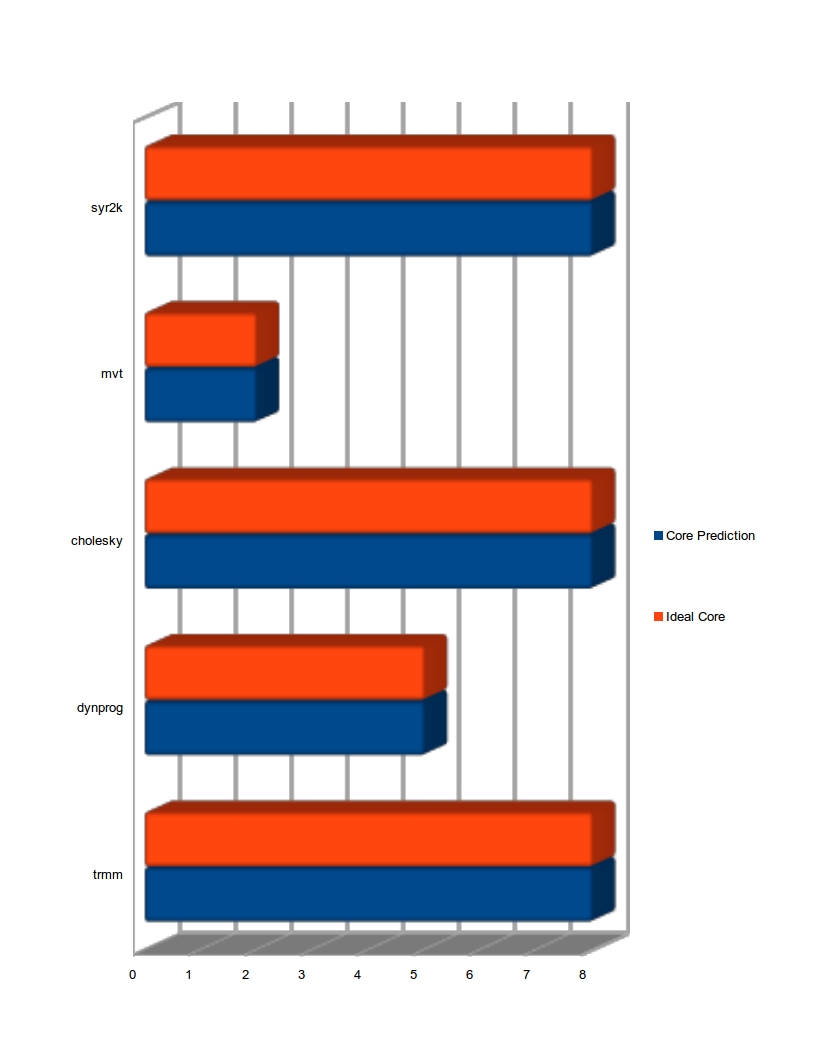 syr2k
mvt
cholesky
Core Prediction
Ideal Core
dynprog
trmm
0 1 2 3 4 5 6 7 8